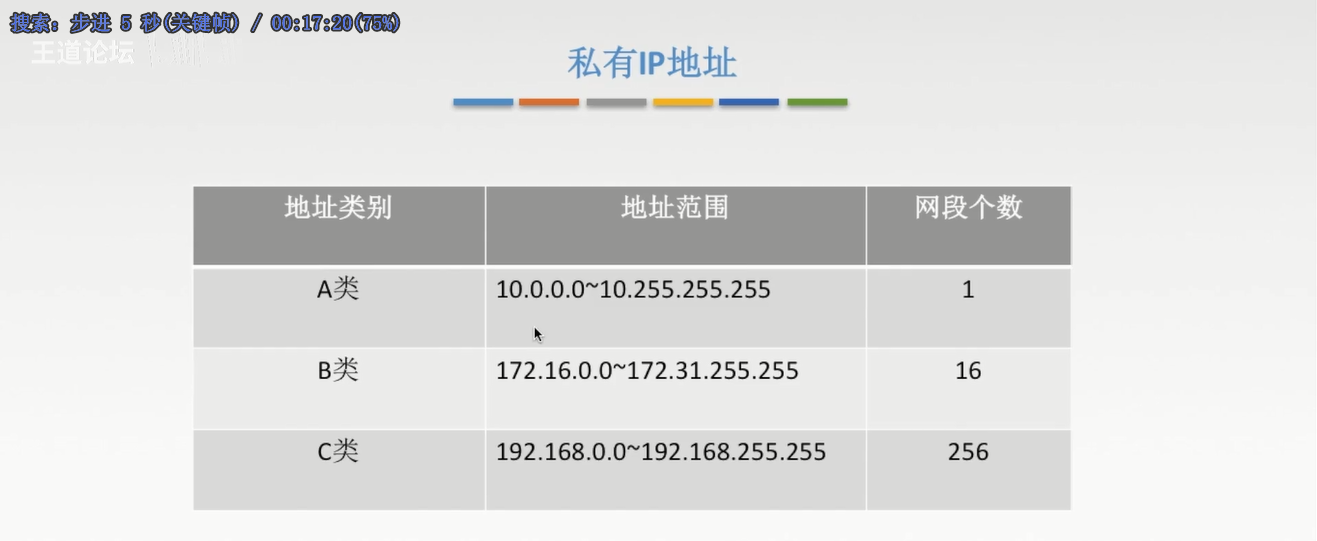 搜索: 步进 5 秒(关键帧) / 00:17:20(75%)
王道论坛
私有IP地址
地址类别 地址范围 网段个数
A类 10.0.0.0~10.255.255.255 1
B类 172.16.0.0~172.31.255.255 16
C类 192.168.0.0~192.168.255.255 256